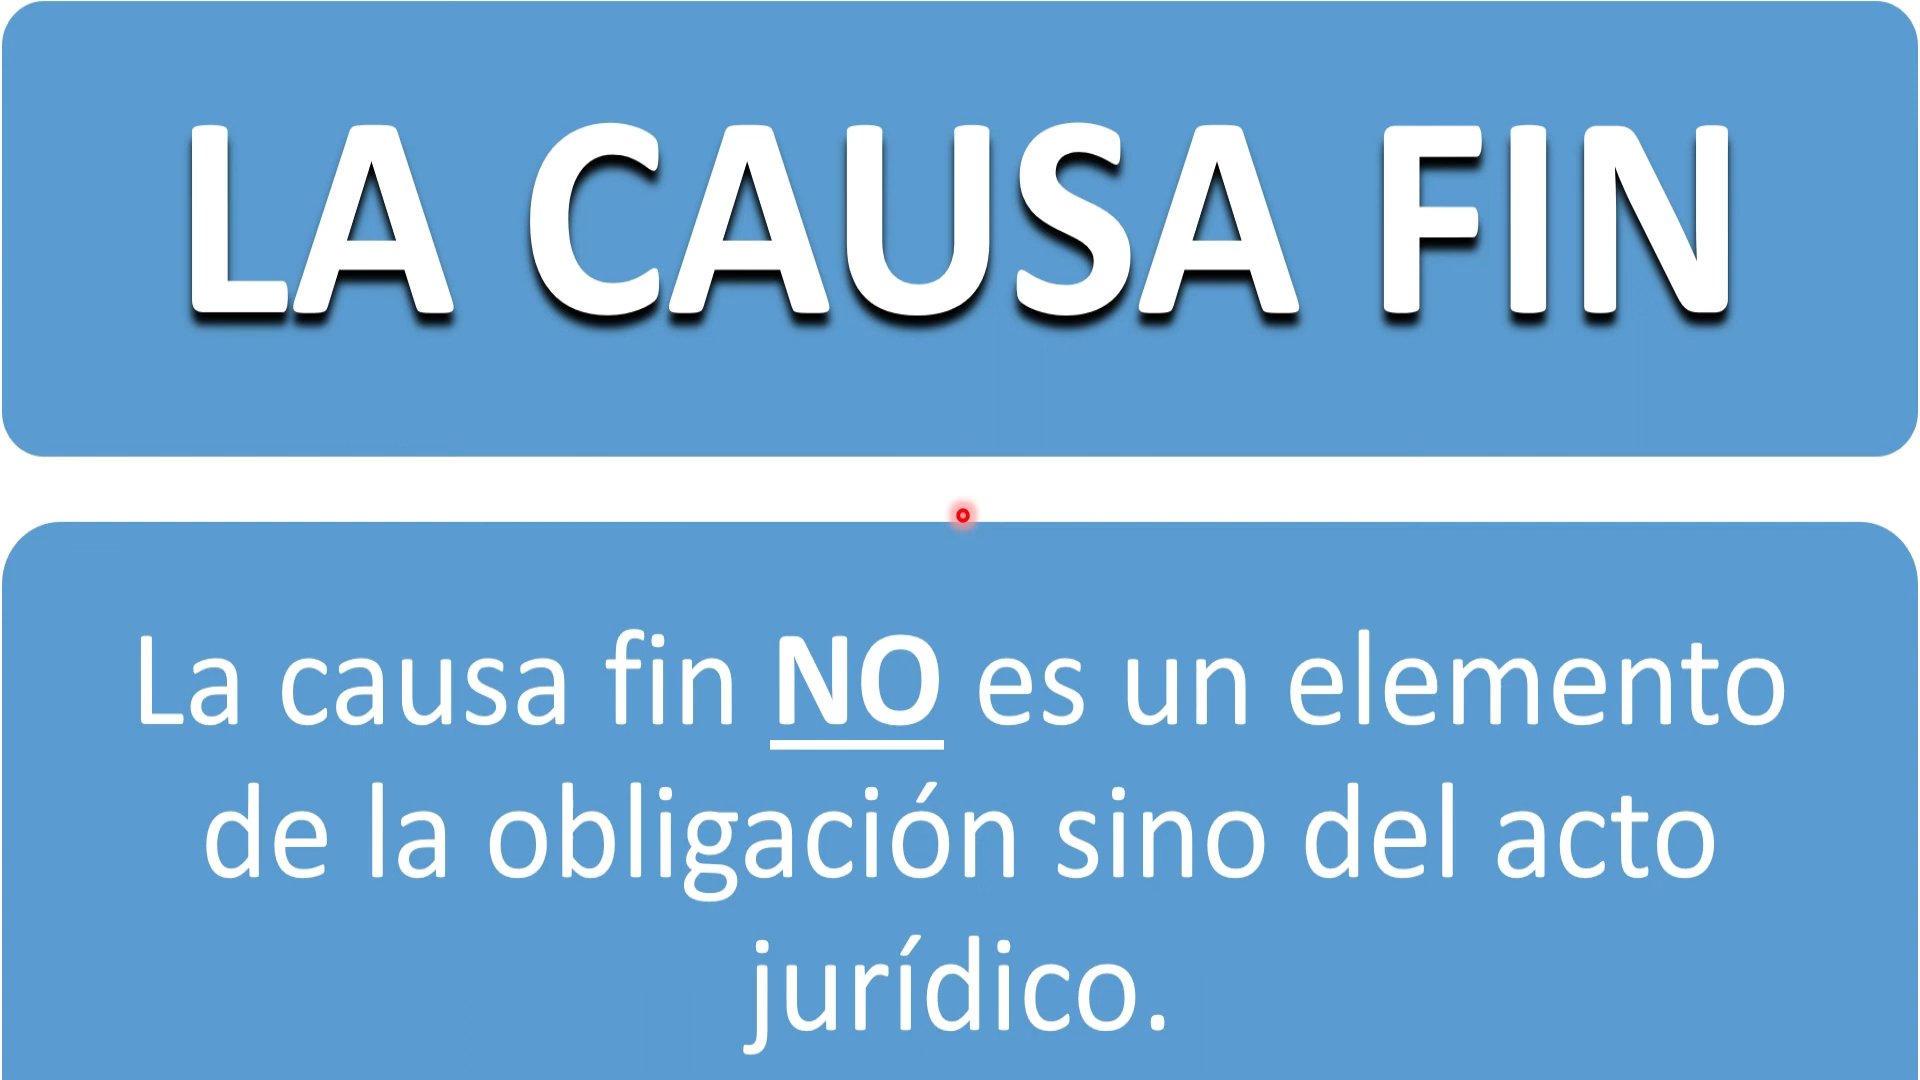 LA CAUSA FIN
La causa fin NO es un elemento
de la obligación sino del acto
jurídico.